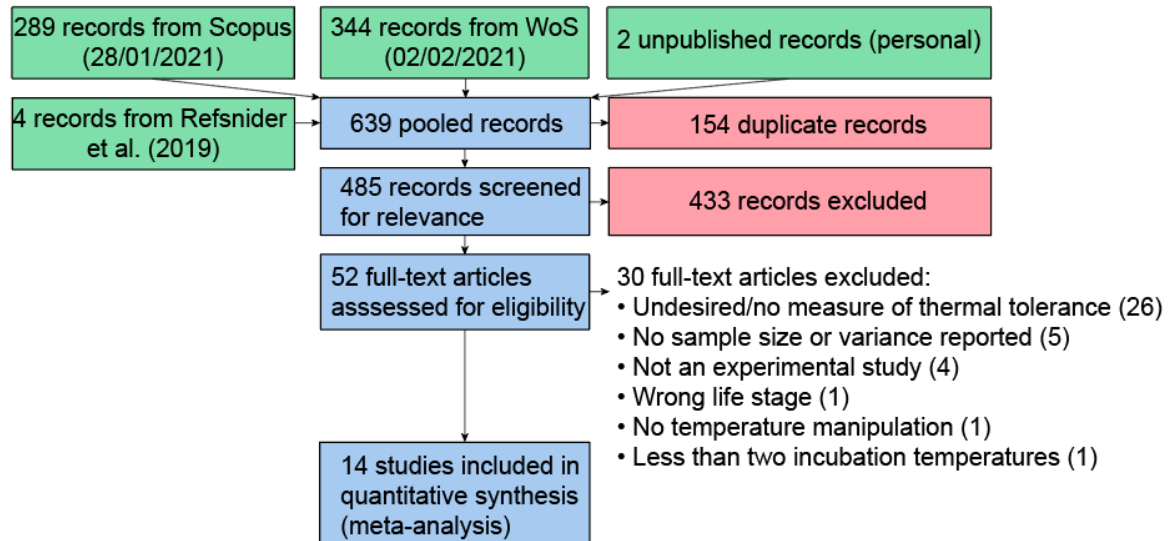 289 records from Scopus
(28/01/2021)
344 records from WoS
(02/02/2021)
2 unpublished records (personal)
4 records from Refsnider
et al. (2019)
639 pooled records
154 duplicate records
485 records screened
for relevance
433 records excluded
52 full-text articles
asssessed for eligibility
30 full-text articles excluded:
• Undesired/no measure of thermal tolerance (26)
• No sample size or variance reported (5)
• Not an experimental study (4)
• Wrong life stage (1)
• No temperature manipulation (1)
• Less than two incubation temperatures (1)
14 studies included in
quantitative synthesis
(meta-analysis)